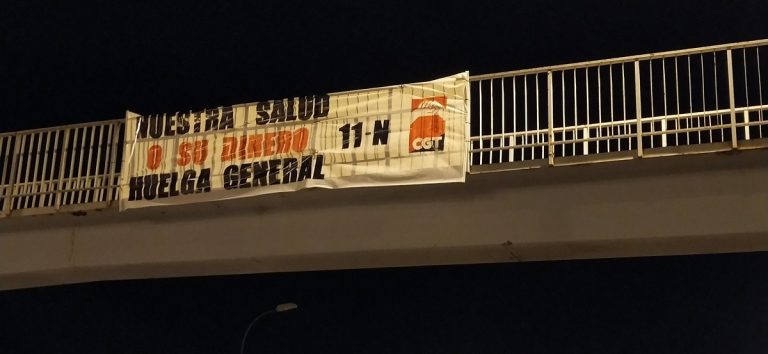 NUESTRA SALUD
O SU DINERO
HUELGA GENERAL
11-N
CGT